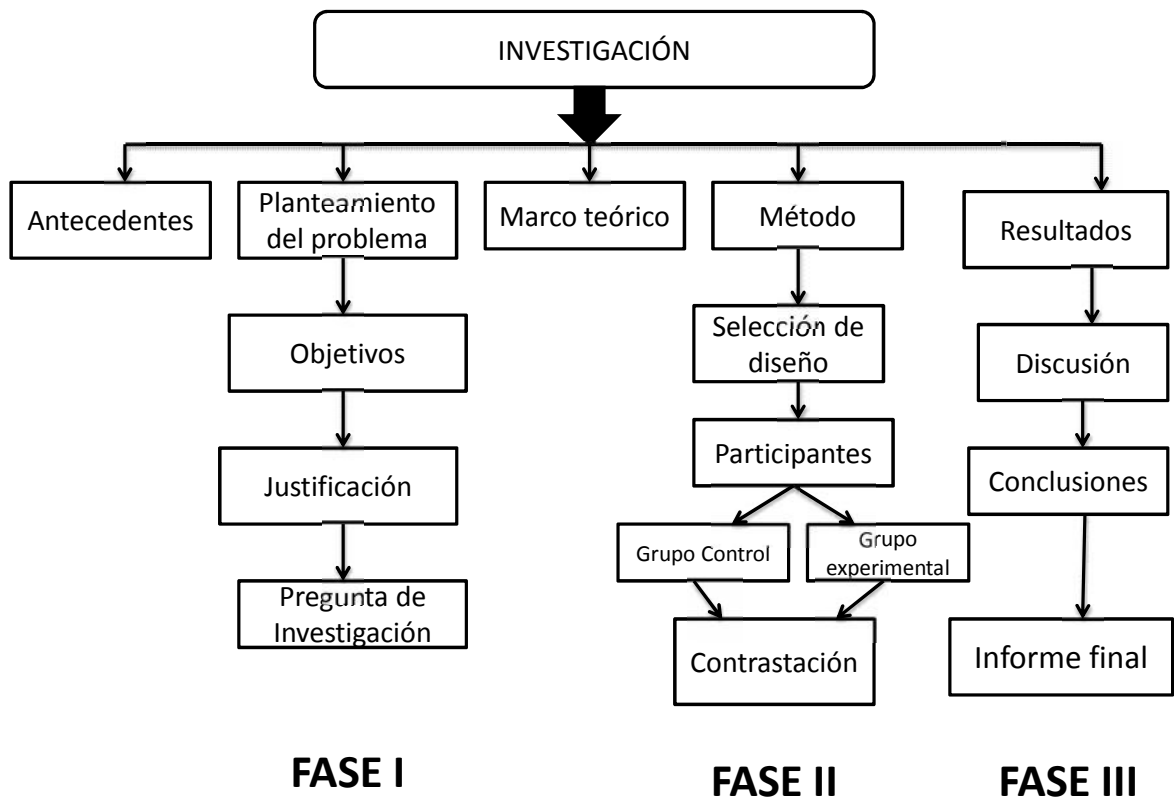 INVESTIGACIÓN
Antecedentes
Planteamiento
del problema
Marco teórico
Método
Resultados
Objetivos
Selección de
diseño
Discusión
Justificación
Participantes
Conclusiones
Grupo Control
Grupo
experimental
Pregunta de
Investigación
Contrastación
Informe final
FASE I
FASE II
FASE III